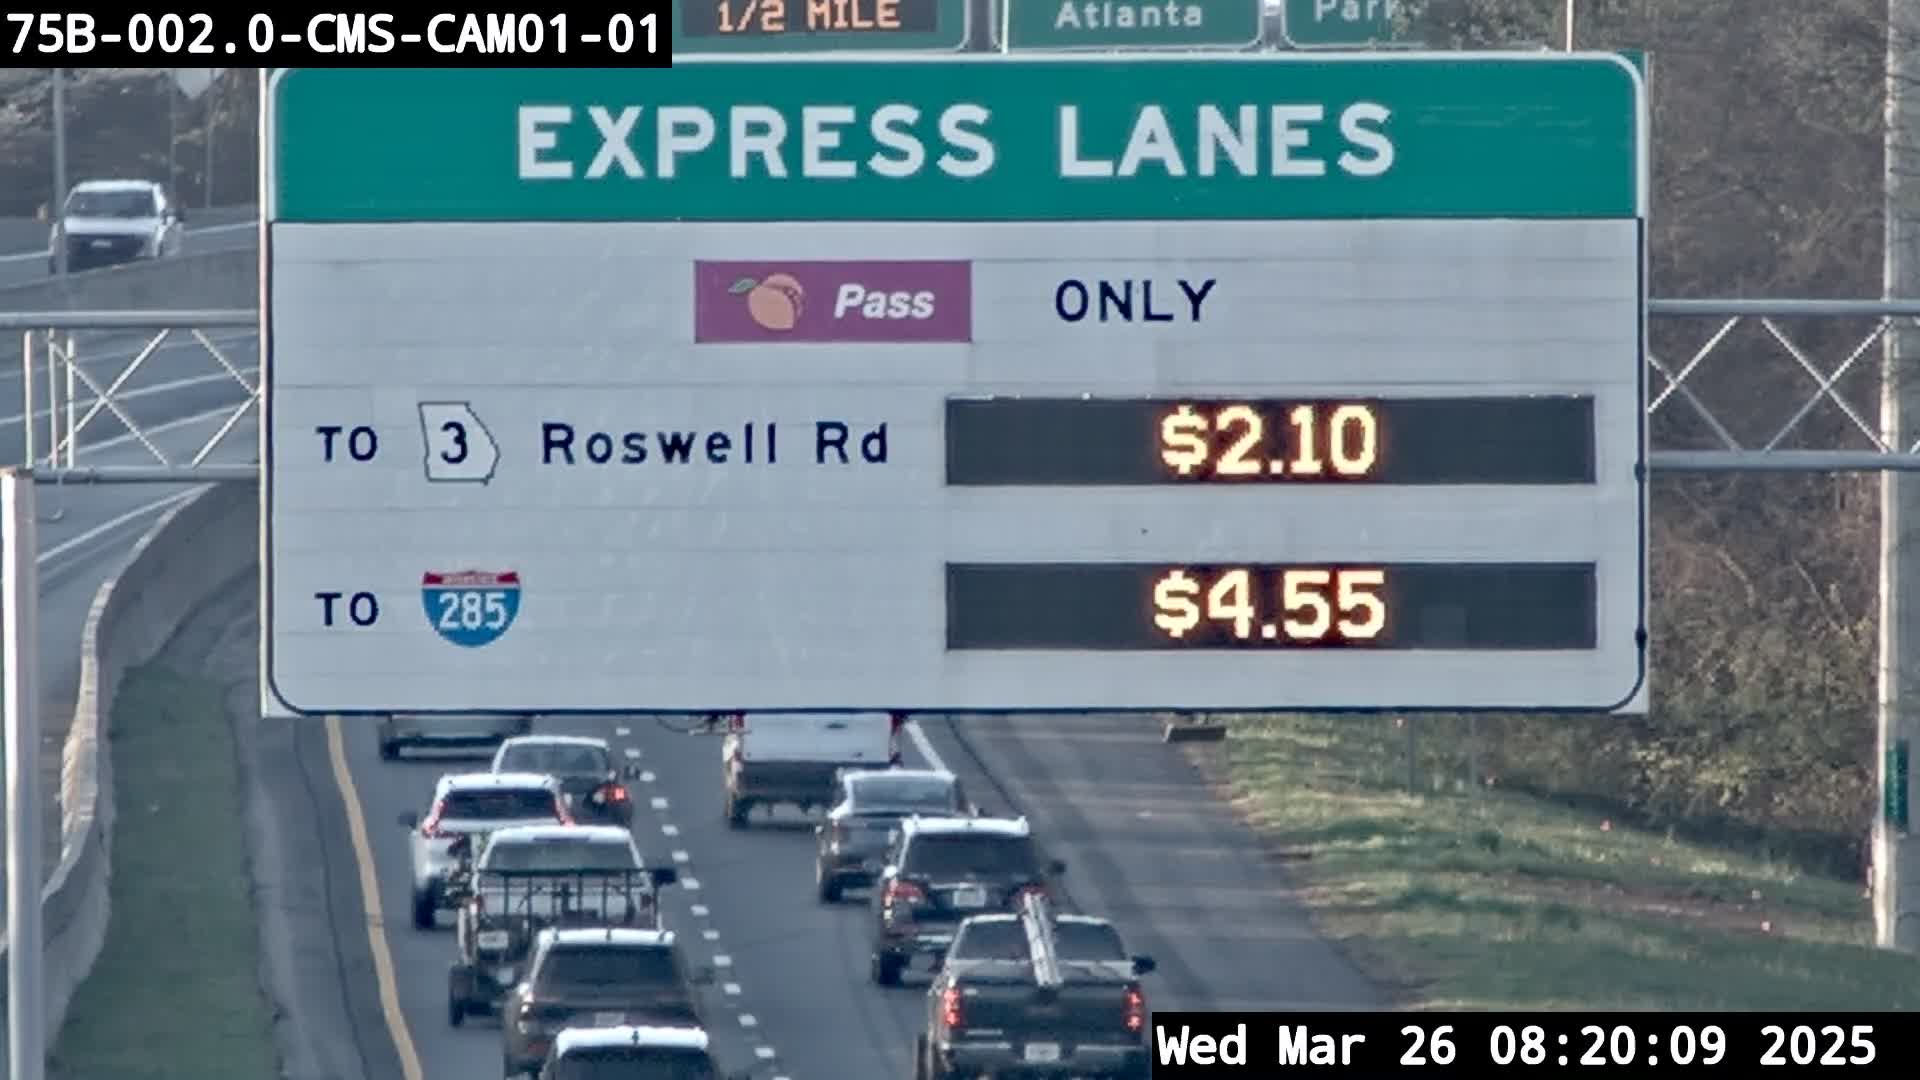 75B-002.0-CMS-CAM01-01
1/2 MILE
Atlanta
EXPRESS LANES
Pass ONLY
TO 3 Roswell Rd $2.10
TO 285 $4.55
Wed Mar 26 08:20:09 2025